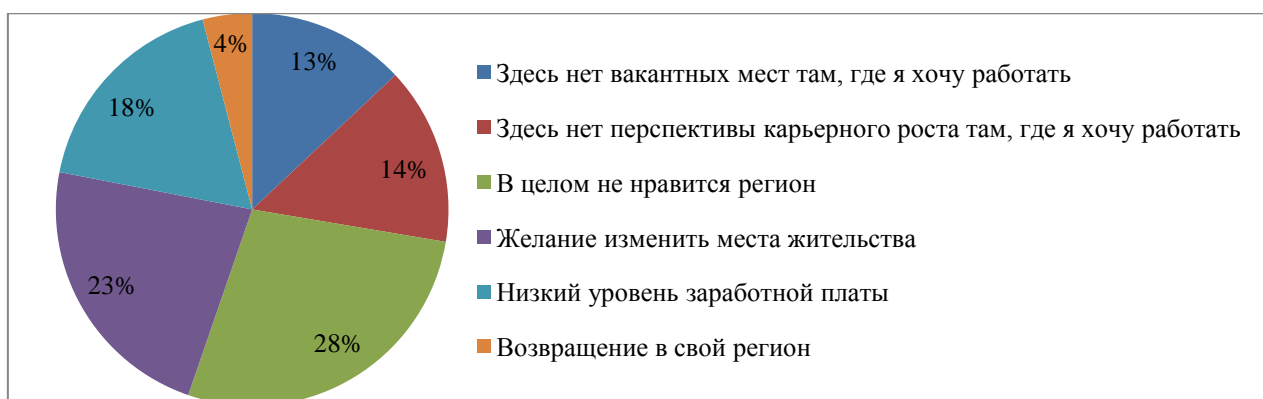 4%
13%
18%
14%
23%
28%
Здесь нет вакантных мест там, где я хочу работать
Здесь нет перспективы карьерного роста там, где я хочу работать
В целом не нравится регион
Желание изменить места жительства
Низкий уровень заработной платы
Возвращение в свой регион